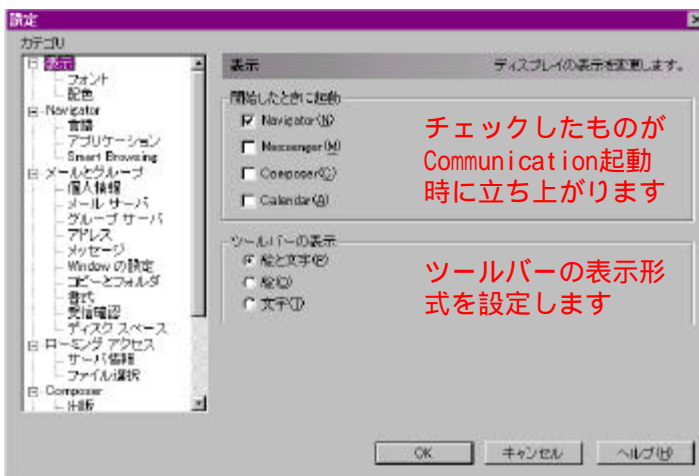 設定
カテゴリ
表示
フォント
配色
Navigator
言語
アプリケーション
Smart Browsing
メールとグループ
個人情報
メール サーバ
グループ サーバ
アドレス
メッセージ
Window の設定
コピーとフォルダ
書式
受信確認
ディスク スペース
ローミング アクセス
サーバ情報
ファイル選択
Composer
出版
表示 ディスプレイの表示を変更します。
開始したときに起動
Navigator(N)
Messenger(M)
Composer(C)
Calendar(A)
チェックしたものが
Communication起動
時に立ち上がります
ツールバーの表示
絵と文字(P)
絵(O)
文字(T)
ツールバーの表示形
式を設定します
OK キャンセル ヘルプ(H)